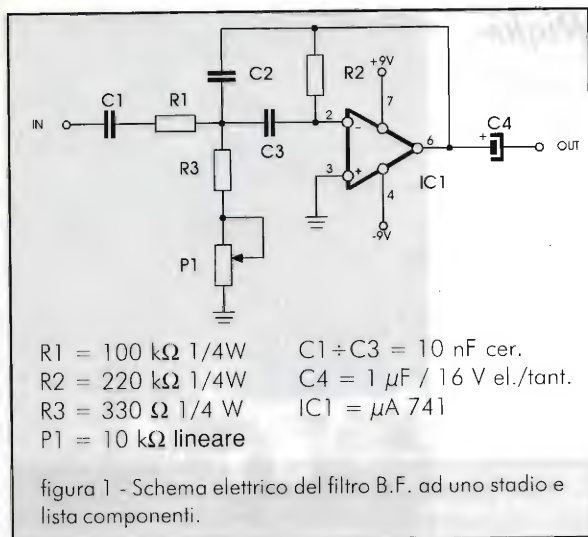 C2
R2
+9V
7
C1
R1
IN
C3
2
-
6
C4
+
OUT
R3
3
+
IC1
4
-9V
P1
R1 = 100 kΩ 1/4W
R2 = 220 kΩ 1/4W
R3 = 330 Ω 1/4 W
P1 = 10 kΩ lineare
C1÷C3 = 10 nF cer.
C4 = 1 µF / 16 V el./tant.
IC1 = µA 741
figura 1 - Schema elettrico del filtro B.F. ad uno stadio e
lista componenti.